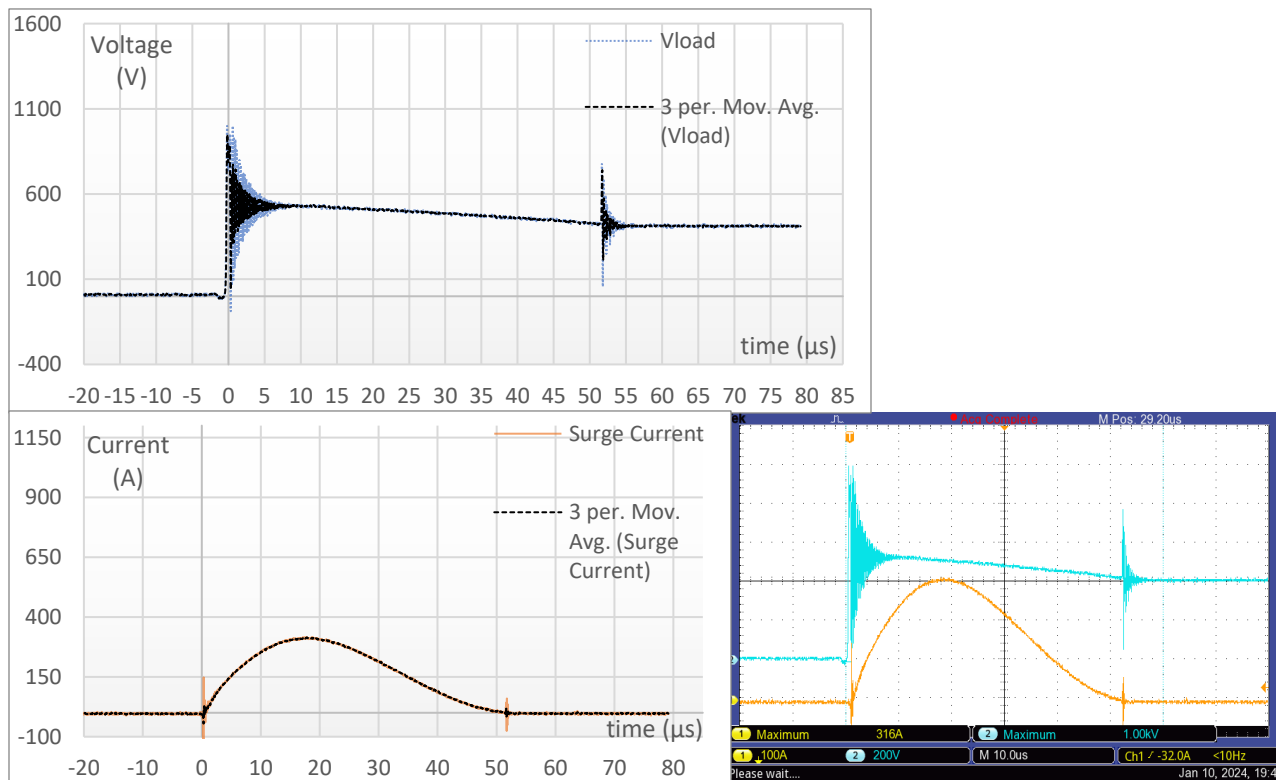 1600
1100
600
100
-400
Voltage
(V)
Vload
3 per. Mov. Avg.
(Vload)
time (µs)
-20 -15 -10 -5 0 5 10 15 20 25 30 35 40 45 50 55 60 65 70 75 80 85
1150
900
650
400
150
-100
Current
(A)
Surge Current
3 per. Mov.
Avg. (Surge
Current)
time (µs)
-20 -10 0 10 20 30 40 50 60 70 80
ek
Acq Complete
M Pos: 29.20us
T
2
1 Maximum 316A
2 Maximum 1.00kV
1 100A
2 200V
M 10.0us
Ch1 -32.0A
<10Hz
Please wait....
Jan 10, 2024, 19:4